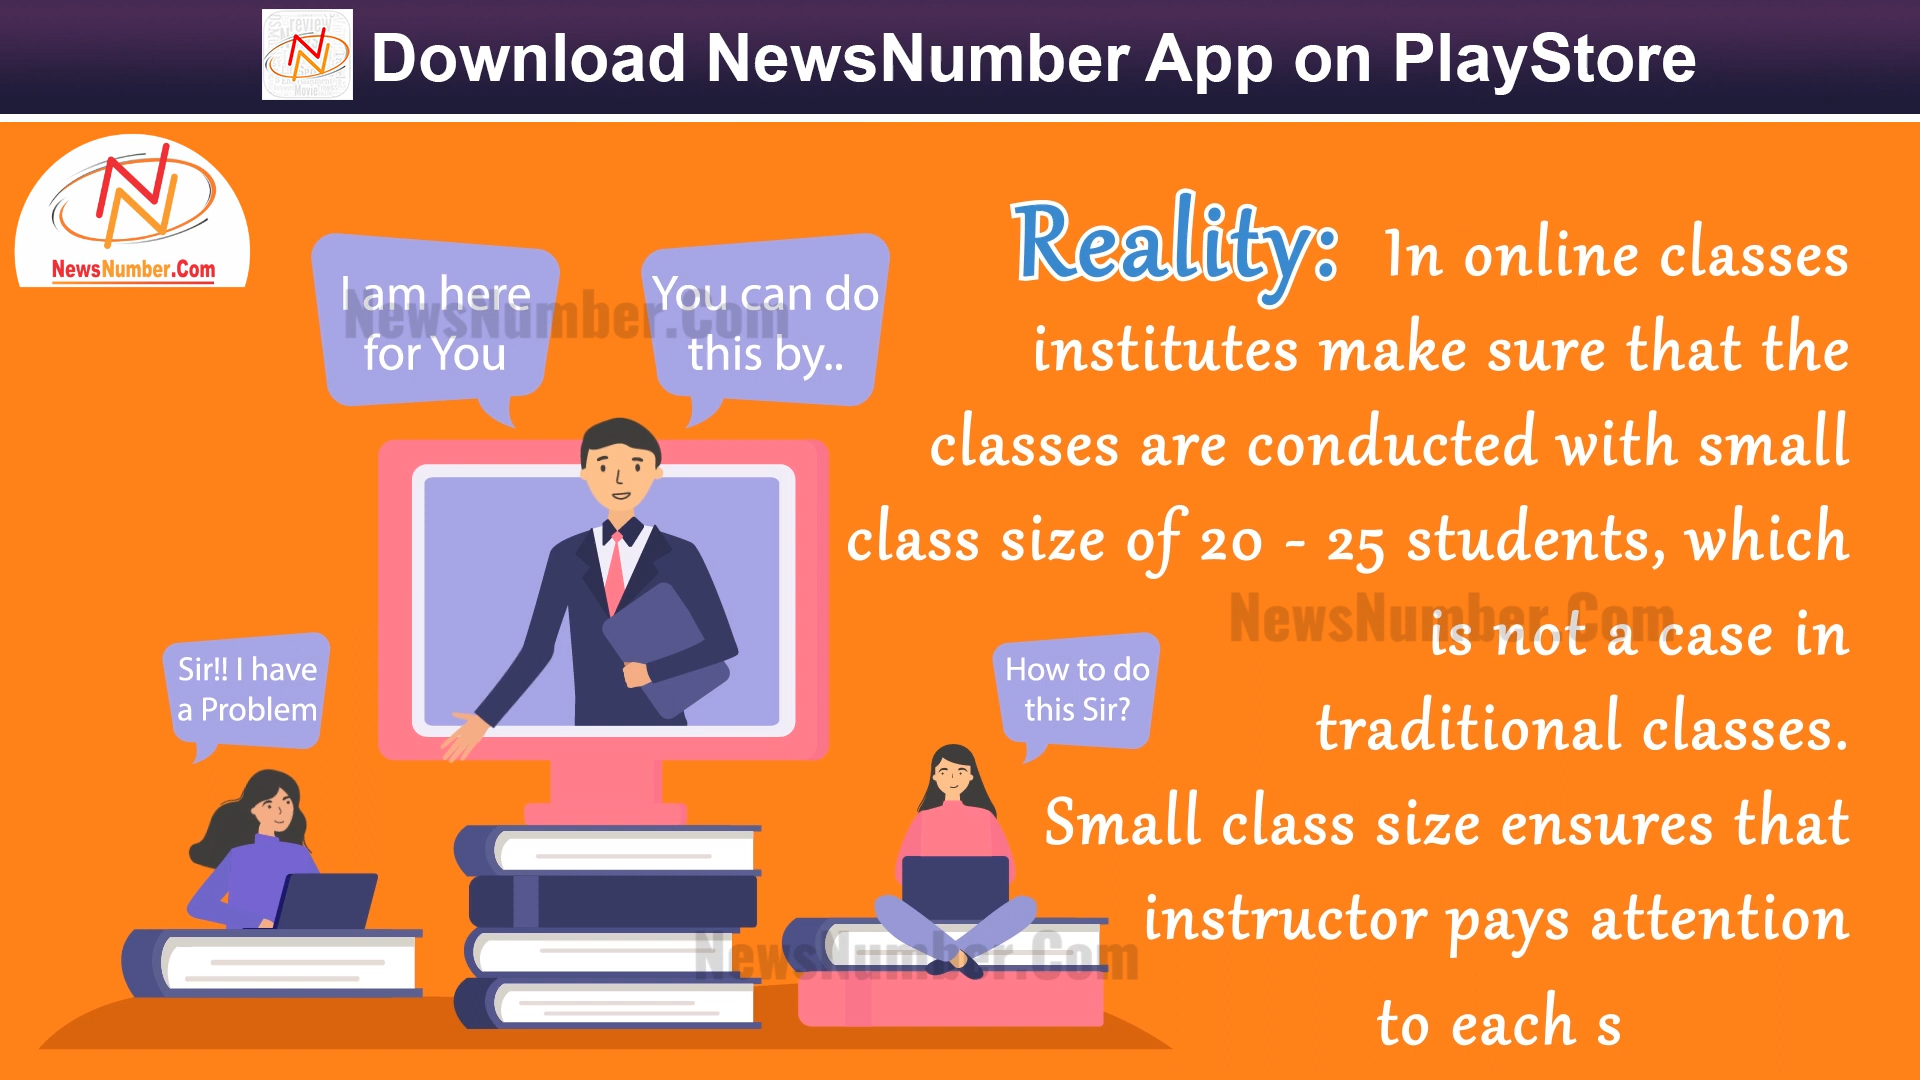 Download NewsNumber App on PlayStore
NewsNumber.Com
I am here
for You
You can do
this by..
NewsNumber.Com
Reality: In online classes
institutes make sure that the
classes are conducted with small
class size of 20 - 25 students, which
is not a case in
traditional classes.
Small class size ensures that
instructor pays attention
to each s
NewsNumber.Com
Sir!! I have
a Problem
How to do
this Sir?
NewsNumber.Com
review
Movie